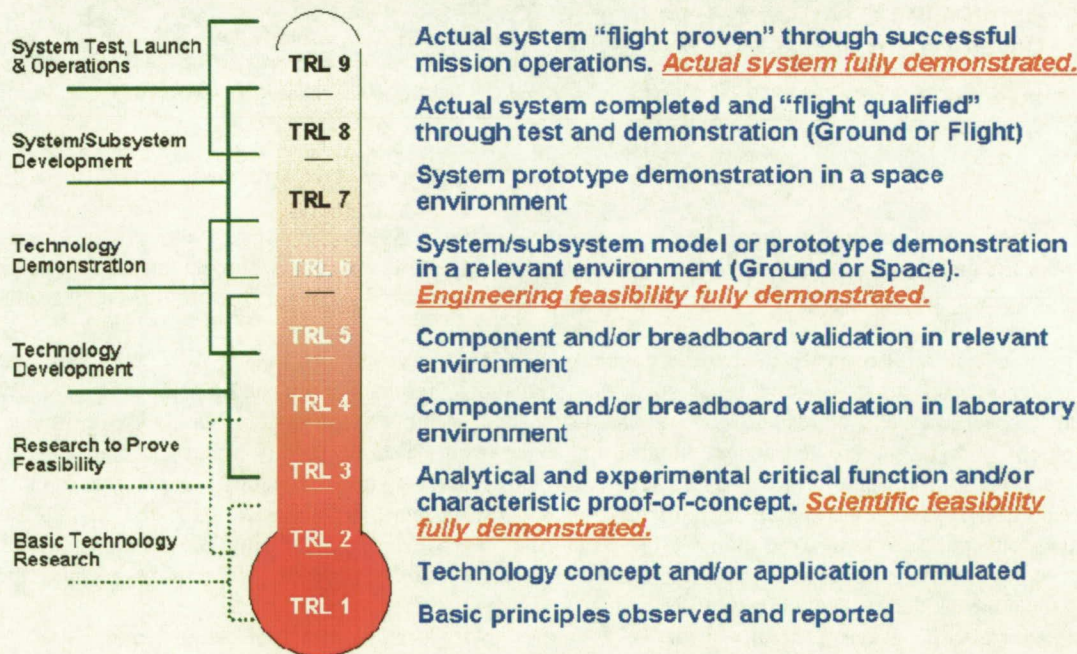 System Test, Launch
& Operations
System/Subsystem
Development
Technology
Demonstration
Technology
Development
Research to Prove
Feasibility
Basic Technology
Research
TRL 9
TRL 8
TRL 7
TRL 6
TRL 5
TRL 4
TRL 3
TRL 2
TRL 1
Actual system “flight proven” through successful
mission operations. Actual system fully demonstrated.
Actual system completed and “flight qualified”
through test and demonstration (Ground or Flight)
System prototype demonstration in a space
environment
System/subsystem model or prototype demonstration
in a relevant environment (Ground or Space).
Engineering feasibility fully demonstrated.
Component and/or breadboard validation in relevant
environment
Component and/or breadboard validation in laboratory
environment
Analytical and experimental critical function and/or
characteristic proof-of-concept. Scientific feasibility
fully demonstrated.
Technology concept and/or application formulated
Basic principles observed and reported